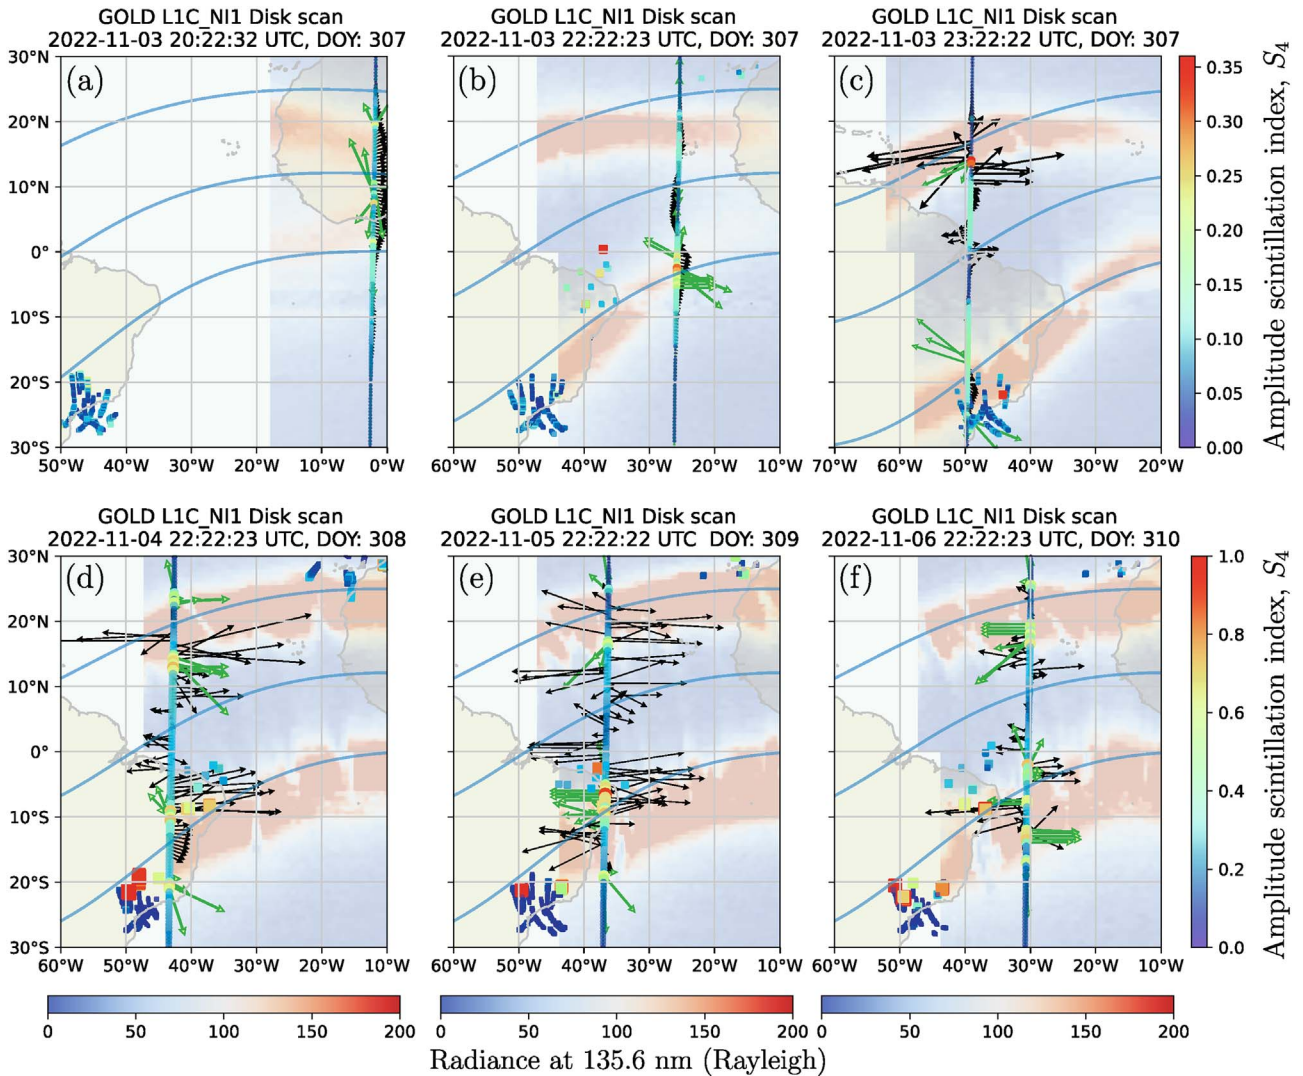 GOLD L1C_NI1 Disk scan
2022-11-03 20:22:32 UTC, DOY: 307
GOLD L1C_NI1 Disk scan
2022-11-03 22:22:23 UTC, DOY: 307
GOLD L1C_NI1 Disk scan
2022-11-03 23:22:22 UTC, DOY: 307
(a)
(b)
(c)
30°N
20°N
10°N
0°
10°S
20°S
30°S
50°W 40°W 30°W 20°W 10°W 0°W
60°W 50°W 40°W 30°W 20°W 10°W
70°W 60°W 50°W 40°W 30°W 20°W
0.35
0.30
0.25
0.20
0.15
0.10
0.05
0.00
Amplitude scintillation index, S4
GOLD L1C_NI1 Disk scan
2022-11-04 22:22:23 UTC, DOY: 308
GOLD L1C_NI1 Disk scan
2022-11-05 22:22:22 UTC DOY: 309
GOLD L1C_NI1 Disk scan
2022-11-06 22:22:23 UTC, DOY: 310
(d)
(e)
(f)
30°N
20°N
10°N
0°
10°S
20°S
30°S
60°W 50°W 40°W 30°W 20°W 10°W
60°W 50°W 40°W 30°W 20°W 10°W
60°W 50°W 40°W 30°W 20°W 10°W
1.0
0.8
0.6
0.4
0.2
0.0
Amplitude scintillation index, S4
0 50 100 150 200
0 50 100 150 200
0 50 100 150 200
Radiance at 135.6 nm (Rayleigh)